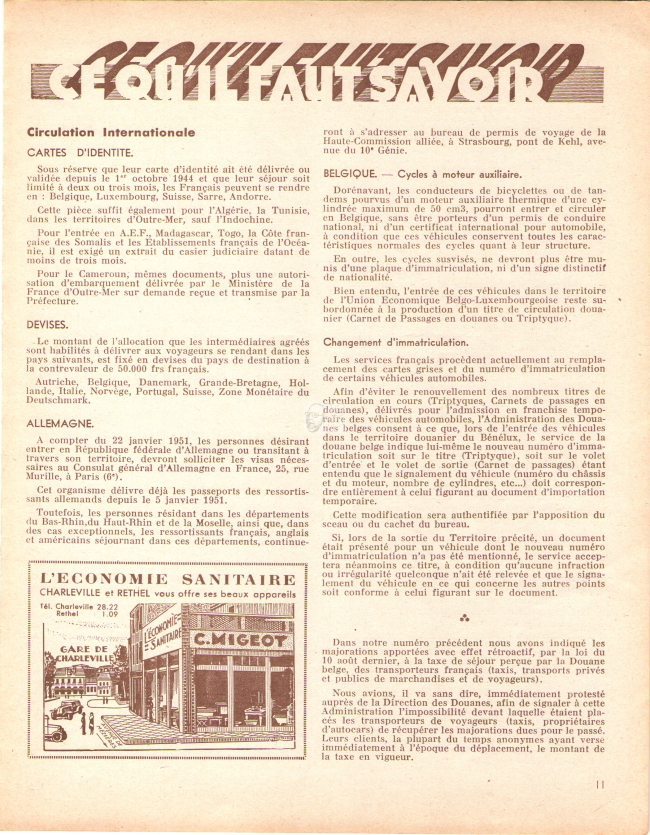 CE QU'IL FAUT SAVOIR
Circulation Internationale
CARTES D'IDENTITE.
Sous réserve que leur carte d'identité ait été délivrée ou
validée depuis le 1er octobre 1944 et que leur séjour soit
limité à deux ou trois mois, les Français peuvent se rendre
en : Belgique, Luxembourg, Suisse, Sarre, Andorre.
Cette pièce suffit également pour l'Algérie, la Tunisie,
dans les territoires d'Outre-Mer, sauf l'Indochine.
Pour l'entrée en A.E.F., Madagascar, Togo, la Côte fran-
çaise des Somalis et les Etablissements français de l'Océa-
nie, il est exigé un extrait du casier judiciaire datant de
moins de trois mois.
Pour le Cameroun, mêmes documents, plus une autori-
sation d'embarquement délivrée par le Ministère de la
France d'Outre-Mer sur demande reçue et transmise par la
Préfecture.
DEVISES.
Le montant de l'allocation que les intermédiaires agréés
sont habilités à délivrer aux voyageurs se rendant dans les
pays suivants, est fixé en devises du pays de destination à
la contrevaleur de 50.000 frs français.
Autriche, Belgique, Danemark, Grande-Bretagne, Hol-
lande, Italie, Norvège, Portugal, Suisse, Zone Monétaire du
Deutschmark.
ALLEMAGNE.
A compter du 22 janvier 1951, les personnes désirant
entrer en République fédérale d'Allemagne ou transitant à
travers son territoire, devront solliciter les visas néces-
saires au Consulat général d'Allemagne en France, 25, rue
Murille, à Paris (6e).
Cet organisme délivre déjà les passeports des ressortis-
sants allemands depuis le 5 janvier 1951.
Toutefois, les personnes résidant dans les départements
du Bas-Rhin,du Haut-Rhin et de la Moselle, ainsi que, dans
des cas exceptionnels, les ressortissants français, anglais
et américains séjournant dans ces départements, continue-
L'ECONOMIE SANITAIRE
CHARLEVILLE et RETHEL vous offre ses beaux appareils
Tél. Charleville 28.22
Rethel 1.09
GARE DE
CHARLEVILLE
L'ÉCONOMIE
SANITAIRE
C.MIGEOT
ront à s'adresser au bureau de permis de voyage de la
Haute-Commission alliée, à Strasbourg, pont de Kehl, ave-
nue du 10e Génie.
BELGIQUE. — Cycles à moteur auxiliaire.
Dorénavant, les conducteurs de bicyclettes ou de tan-
dems pourvus d'un moteur auxiliaire thermique d'une cy-
lindrée maximum de 50 cm3, pourront entrer et circuler
en Belgique, sans être porteurs d'un permis de conduire
national, ni d'un certificat international pour automobile,
à condition que ces véhicules conservent toutes les carac-
téristiques normales des cycles quant à leur structure.
En outre, les cycles susvisés, ne devront plus être mu-
nis d'une plaque d'immatriculation, ni d'un signe distinctif
de nationalité.
Bien entendu, l'entrée de ces véhicules dans le territoire
de l'Union Economique Belgo-Luxembourgeoise reste su-
bordonnée à la production d'un titre de circulation doua-
nier (Carnet de Passages en douanes ou Triptyque).
Changement d'immatriculation.
Les services français procèdent actuellement au rempla-
cement des cartes grises et du numéro d'immatriculation
de certains véhicules automobiles.
Afin d'éviter le renouvellement des nombreux titres de
circulation en cours (Triptyques, Carnets de passages en
douanes), délivrés pour l'admission en franchise tempo-
raire des véhicules automobiles, l'Administration des Doua-
nes belges consent à ce que, lors de l'entrée des véhicules
dans le territoire douanier du Bénélux, le service de la
douane belge indique lui-même le nouveau numéro d'imma-
triculation soit sur le titre (Triptyque), soit sur le volet
d'entrée et le volet de sortie (Carnet de passages) étant
entendu que le signalement du véhicule (numéro du châssis
et du moteur, nombre de cylindres, etc...) doit correspon-
dre entièrement à celui figurant au document d'importation
temporaire.
Cette modification sera authentifiée par l'apposition du
sceau ou du cachet du bureau.
Si, lors de la sortie du Territoire précité, un document
était présenté pour un véhicule dont le nouveau numéro
d'immatriculation n'a pas été mentionné, le service accep-
tera néanmoins ce titre, à condition qu'aucune infraction
ou irrégularité quelconque n'ait été relevée et que le signa-
lement du véhicule en ce qui concerne les autres points
soit conforme à celui figurant sur le document.
Dans notre numéro précédent nous avons indiqué les
majorations apportées avec effet rétroactif, par la loi du
10 août dernier, à la taxe de séjour perçue par la Douane
belge, des transporteurs français (taxis, transports privés
et publics de marchandises et de voyageurs).
Nous avions, il va sans dire, immédiatement protesté
auprès de la Direction des Douanes, afin de signaler à cette
Administration l'impossibilité devant laquelle étaient pla-
cés les transporteurs de voyageurs (taxis, propriétaires
d'autocars) de récupérer les majorations dues pour le passé.
Leurs clients, la plupart du temps anonymes ayant versé
immédiatement à l'époque du déplacement, le montant de
la taxe en vigueur.
11